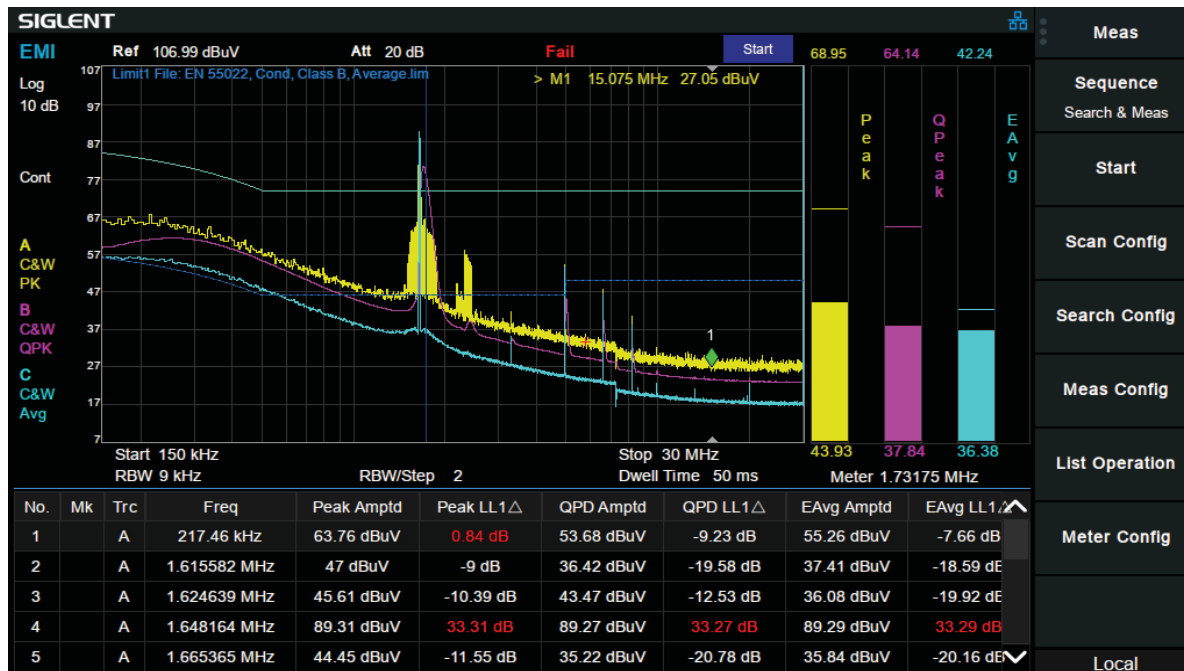 SIGLENT
EMI
Ref 106.99 dBuV Att 20 dB Fail Start 68.95 64.14 42.24
Log
10 dB
Cont
A
C&W
PK
B
C&W
QPK
C
C&W
Avg
107
97
87
77
67
57
47
37
27
17
7
Limit1 File: EN 55022, Cond, Class B, Average.lim
> M1 15.075 MHz 27.05 dBuV
1
Peak
QPeak
EAvg
43.93 37.84 36.38
Start 150 kHz Stop 30 MHz
RBW 9 kHz RBW/Step 2 Dwell Time 50 ms Meter 1.73175 MHz
No. Mk Trc Freq Peak Amptd Peak LL1△ QPD Amptd QPD LL1△ EAvg Amptd EAvg LL1△
1 A 217.46 kHz 63.76 dBuV 0.84 dB 53.68 dBuV -9.23 dB 55.26 dBuV -7.66 dB
2 A 1.615582 MHz 47 dBuV -9 dB 36.42 dBuV -19.58 dB 37.41 dBuV -18.59 dB
3 A 1.624639 MHz 45.61 dBuV -10.39 dB 43.47 dBuV -12.53 dB 36.08 dBuV -19.92 dB
4 A 1.648164 MHz 89.31 dBuV 33.31 dB 89.27 dBuV 33.27 dB 89.29 dBuV 33.29 dB
5 A 1.665365 MHz 44.45 dBuV -11.55 dB 35.22 dBuV -20.78 dB 35.84 dBuV -20.16 dB
Meas
Sequence
Search & Meas
Start
Scan Config
Search Config
Meas Config
List Operation
Meter Config
Local